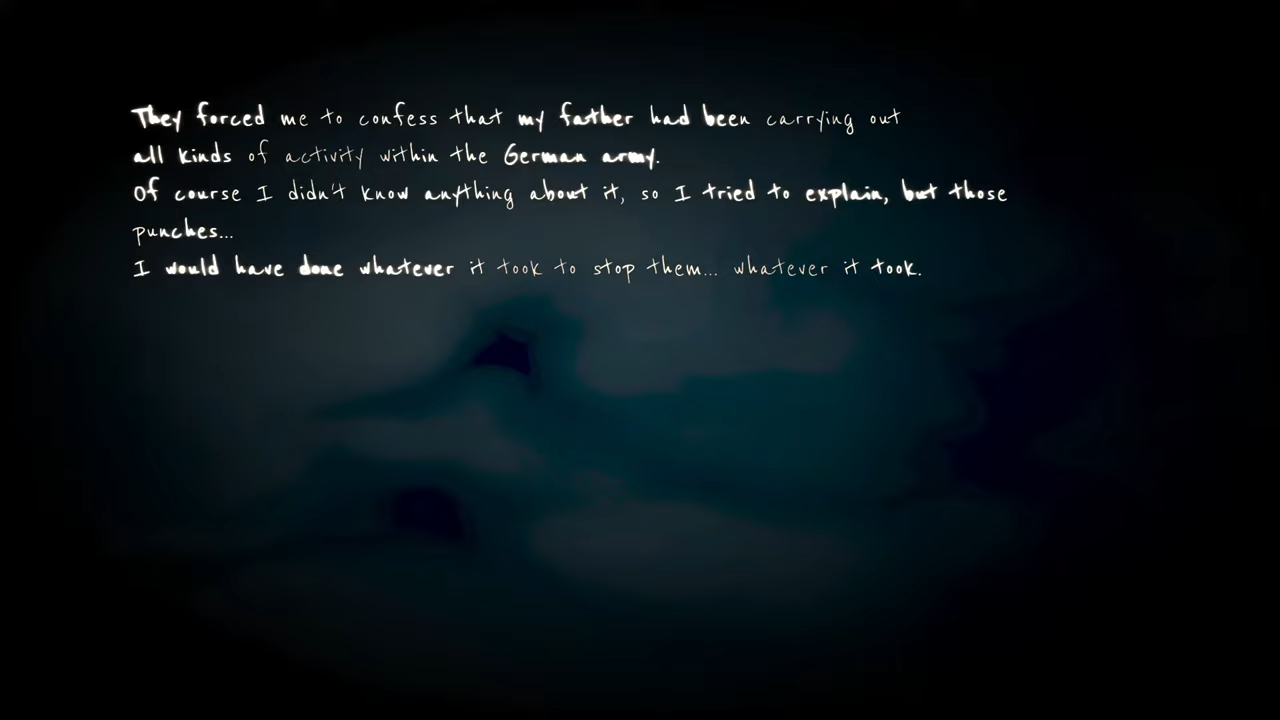 They forced me to confess that my father had been carrying out
all kinds of activity within the German army.
Of course I didn't know anything about it, so I tried to explain, but those
punches...
I would have done whatever it took to stop them... whatever it took.